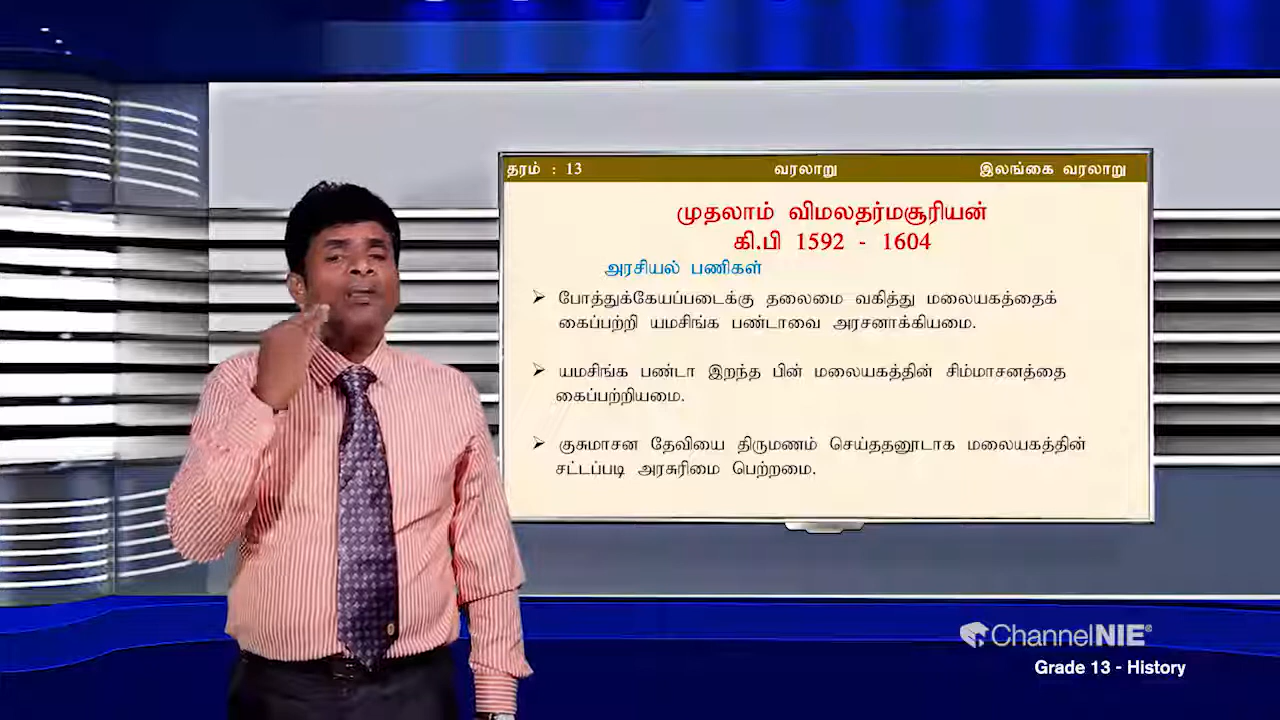 தரம் : 13 வரலாறு இலங்கை வரலாறு
முதலாம் விமலதர்மசூரியன்
கி.பி 1592 - 1604
அரசியல் பணிகள்
➢ போத்துக்கேயப்படைக்கு தலைமை வகித்து மலையகத்தைக்
கைப்பற்றி யமசிங்க பண்டாவை அரசனாக்கியமை.
➢ யமசிங்க பண்டா இறந்த பின் மலையகத்தின் சிம்மாசனத்தை
கைப்பற்றியமை.
➢ குசுமாசன தேவியை திருமணம் செய்ததனூடாக மலையகத்தின்
சட்டப்படி அரசுரிமை பெற்றமை.
ChannelNIE®
Grade 13 - History